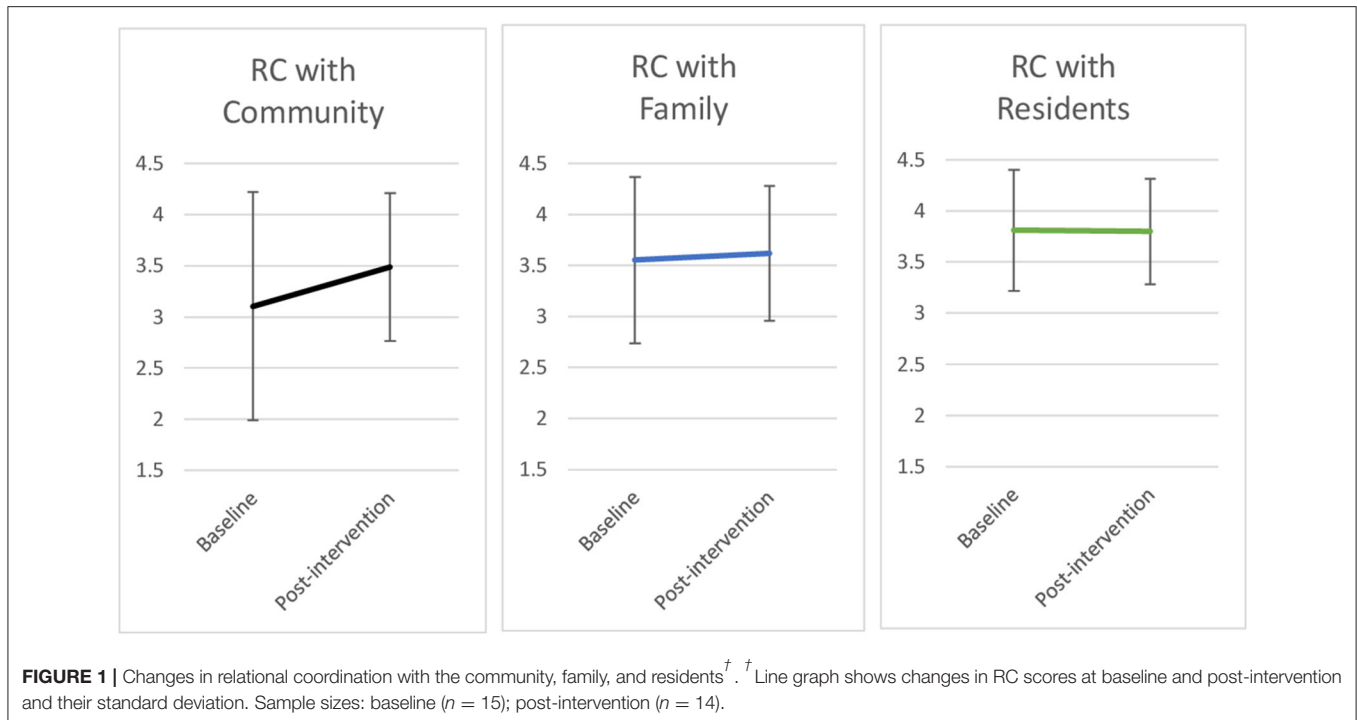 RC with
Community
4.5
4
3.5
3
2.5
2
1.5
Baseline
Post-intervention
RC with
Family
4.5
4
3.5
3
2.5
2
1.5
Baseline
Post-intervention
RC with
Residents
4.5
4
3.5
3
2.5
2
1.5
Baseline
Post-intervention
FIGURE 1 | Changes in relational coordination with the community, family, and residents†. †Line graph shows changes in RC scores at baseline and post-intervention
and their standard deviation. Sample sizes: baseline (n = 15); post-intervention (n = 14).